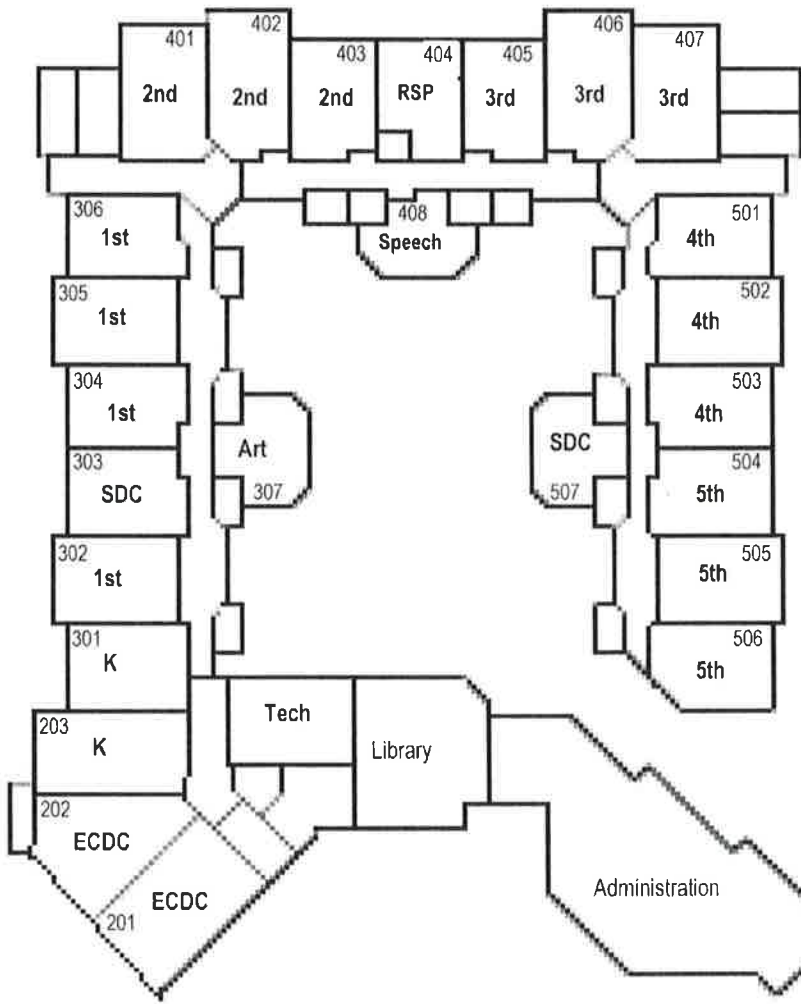 401
2nd
402
2nd
403
2nd
404
RSP
405
3rd
406
3rd
407
3rd
408
Speech
306
1st
305
1st
304
1st
303
SDC
302
1st
301
K
203
K
202
ECDC
ECDC
201
Art
307
SDC
507
501
4th
502
4th
503
4th
504
5th
505
5th
506
5th
Tech
Library
Administration